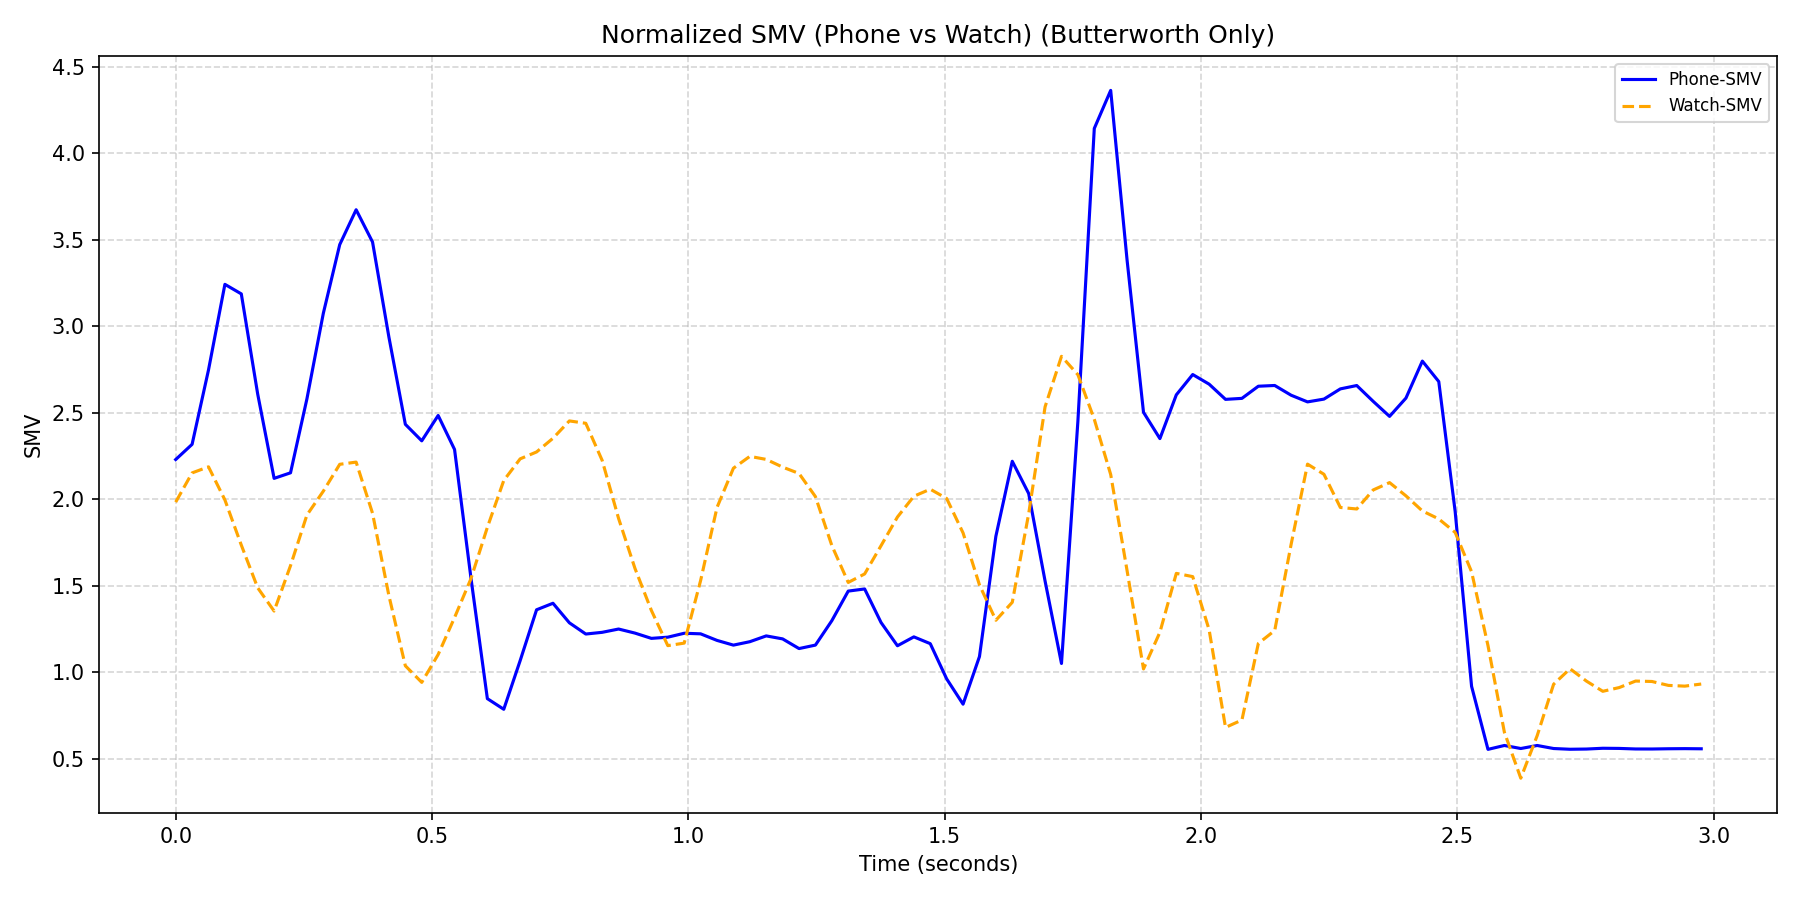 Normalized SMV (Phone vs Watch) (Butterworth Only)
Phone-SMV
Watch-SMV
SMV
4.5
4.0
3.5
3.0
2.5
2.0
1.5
1.0
0.5
0.0 0.5 1.0 1.5 2.0 2.5 3.0
Time (seconds)